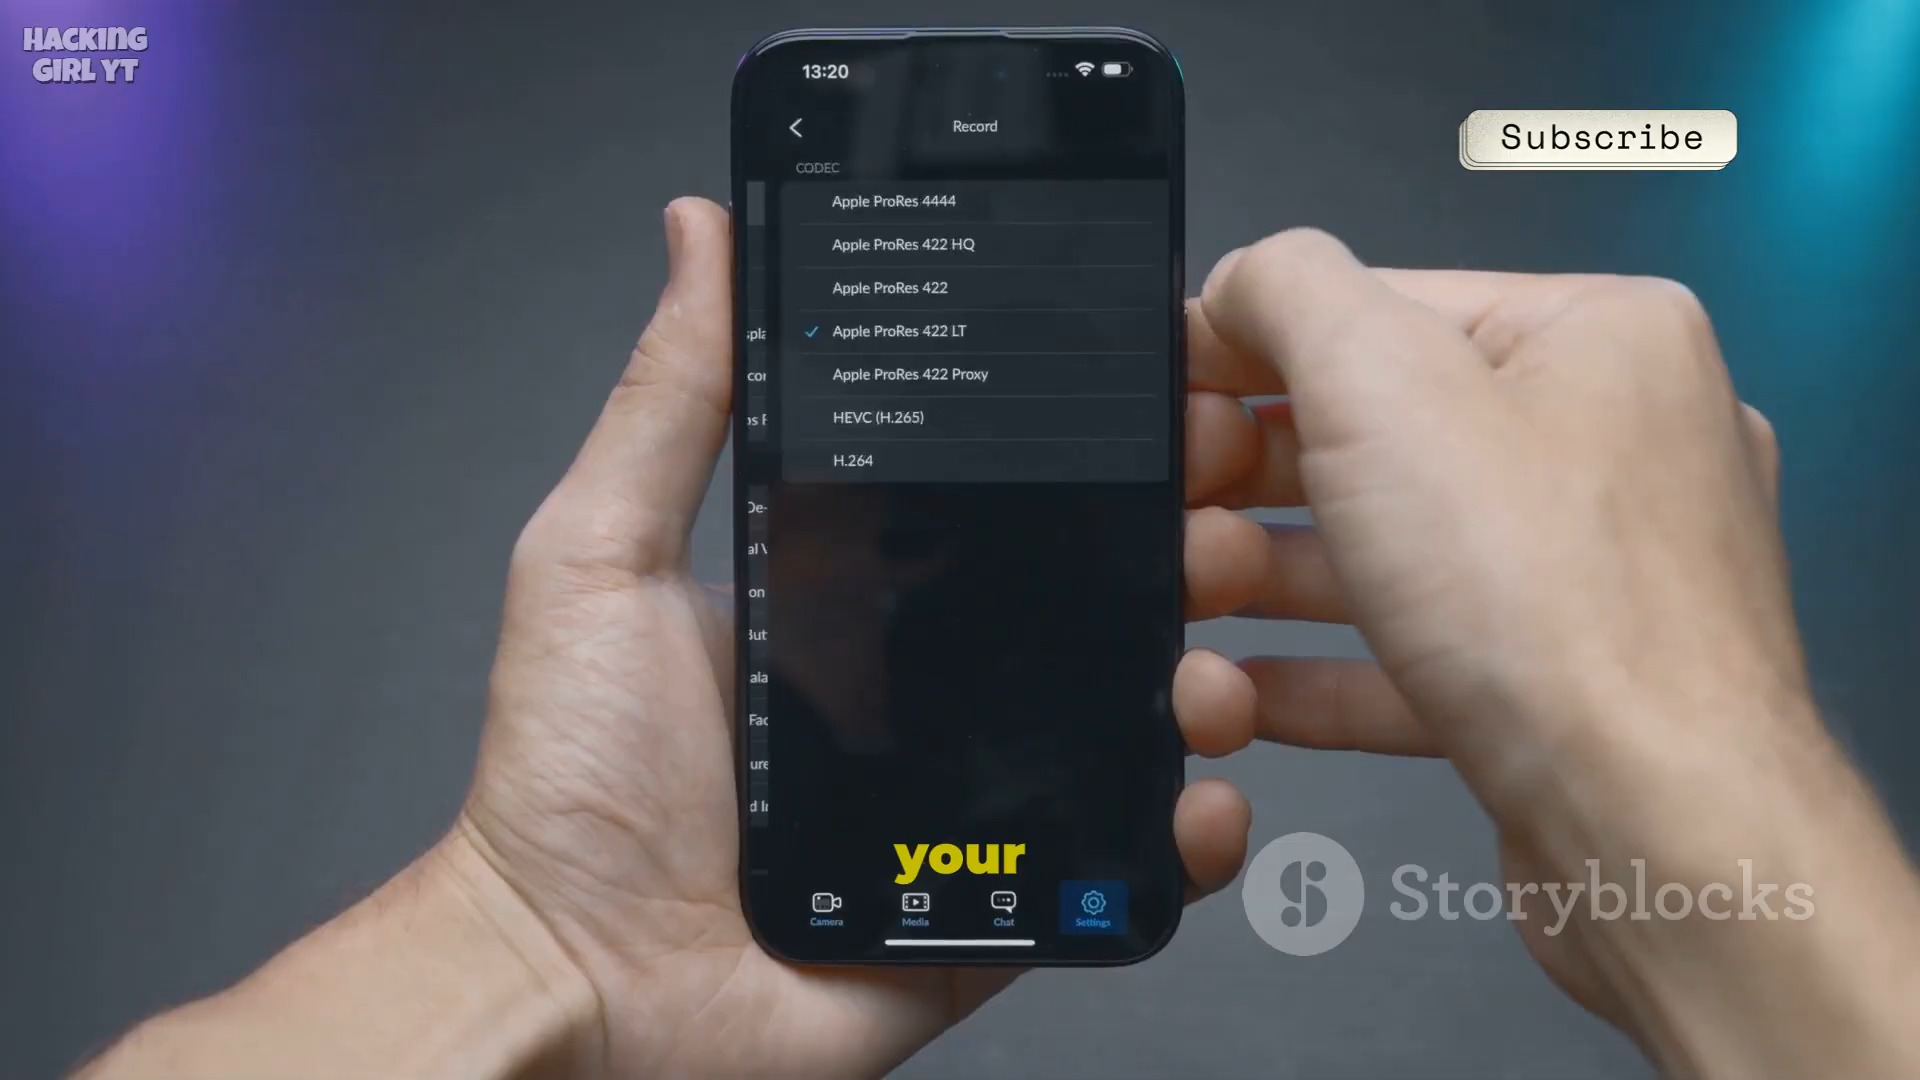 HACKING
GIRL YT
Subscribe
13:20
Record
CODEC
Apple ProRes 4444
Apple ProRes 422 HQ
Apple ProRes 422
Apple ProRes 422 LT
Apple ProRes 422 Proxy
HEVC (H.265)
H.264
your
Camera
Media
Chat
Settings
Storyblocks